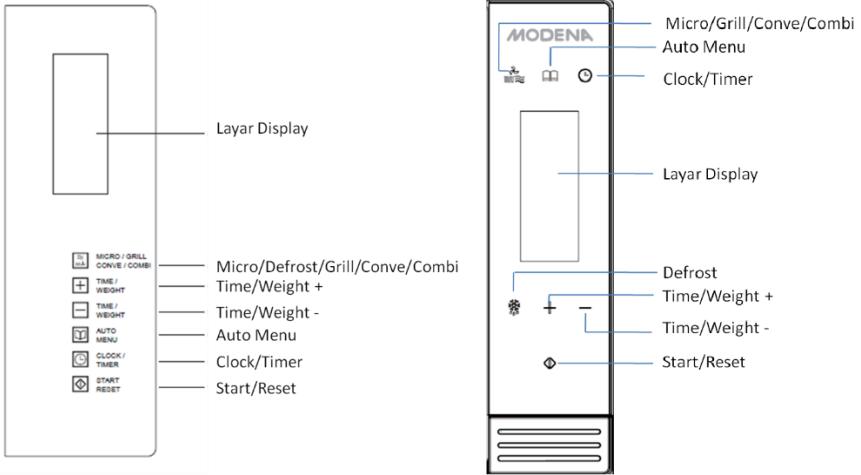 Layar Display
MICRO / GRILL
CONVE / COMBI
Micro/Defrost/Grill/Conve/Combi
TIME /
WEIGHT
Time/Weight +
TIME /
WEIGHT
Time/Weight -
AUTO
MENU
Auto Menu
CLOCK /
TIMER
Clock/Timer
START
RESET
Start/Reset
MODENA
Micro/Grill/Conve/Combi
Auto Menu
Clock/Timer
Layar Display
Defrost
Time/Weight +
Time/Weight -
Start/Reset